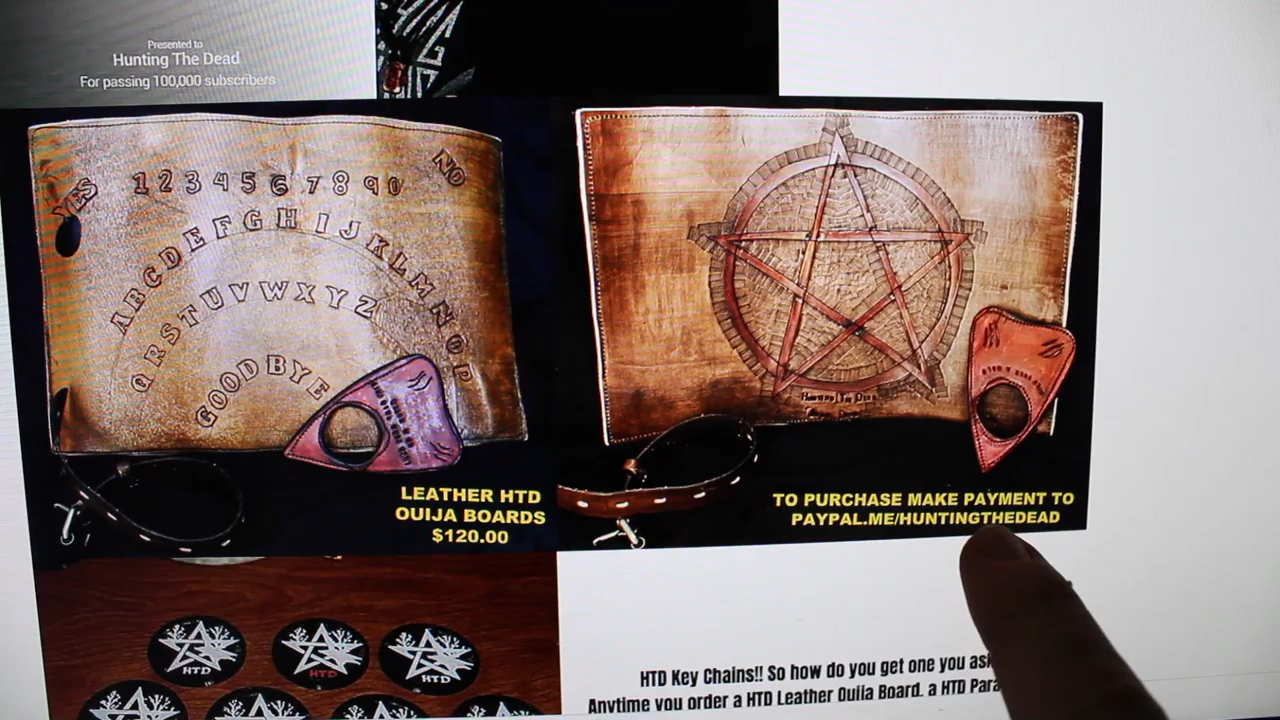 Presented to
Hunting The Dead
For passing 100,000 subscribers
YES
1 2 3 4 5 6 7 8 9 0
NO
A B C D E F G H I J K L M N O P
Q R S T U V W X Y Z
GOODBYE
LEATHER HTD
OUIJA BOARDS
$120.00
TO PURCHASE MAKE PAYMENT TO
PAYPAL.ME/HUNTINGTHEDEAD
HTD
HTD
HTD
HTD Key Chains!! So how do you get one you
Anytime you order a HTD Leather Ouija Board, a HTD